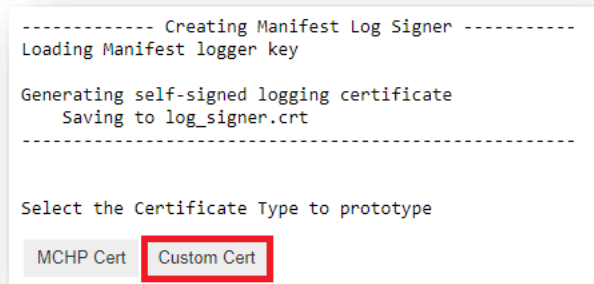 ------------- Creating Manifest Log Signer -----------
Loading Manifest logger key
Generating self-signed logging certificate
Saving to log_signer.crt
------------------------------------------------------
Select the Certificate Type to prototype
MCHP Cert Custom Cert